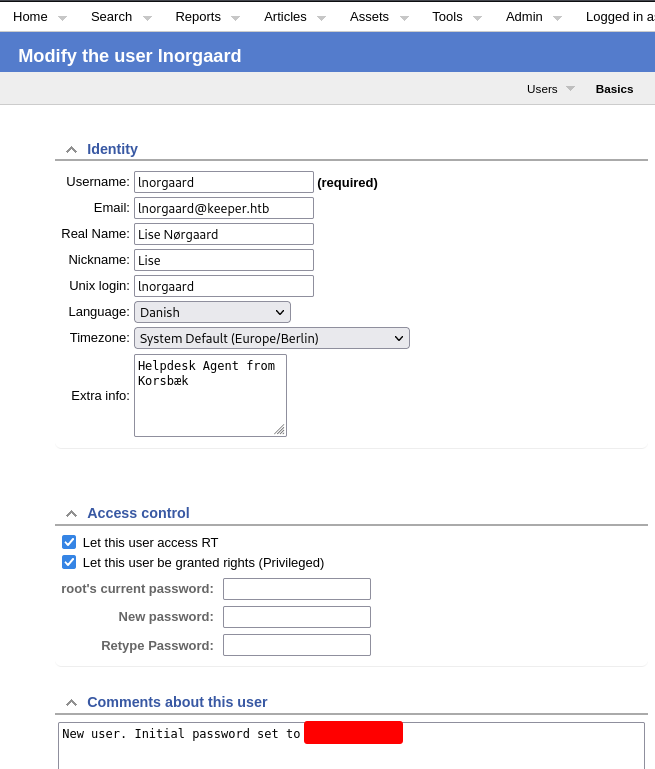 Home Search Reports Articles Assets Tools Admin Logged in a
Modify the user lnorgaard
Users Basics
Identity
Username: lnorgaard (required)
Email: lnorgaard@keeper.htb
Real Name: Lise Nørgaard
Nickname: Lise
Unix login: lnorgaard
Language: Danish
Timezone: System Default (Europe/Berlin)
Extra info: Helpdesk Agent from
Korsbæk
Access control
Let this user access RT
Let this user be granted rights (Privileged)
root's current password:
New password:
Retype Password:
Comments about this user
New user. Initial password set to